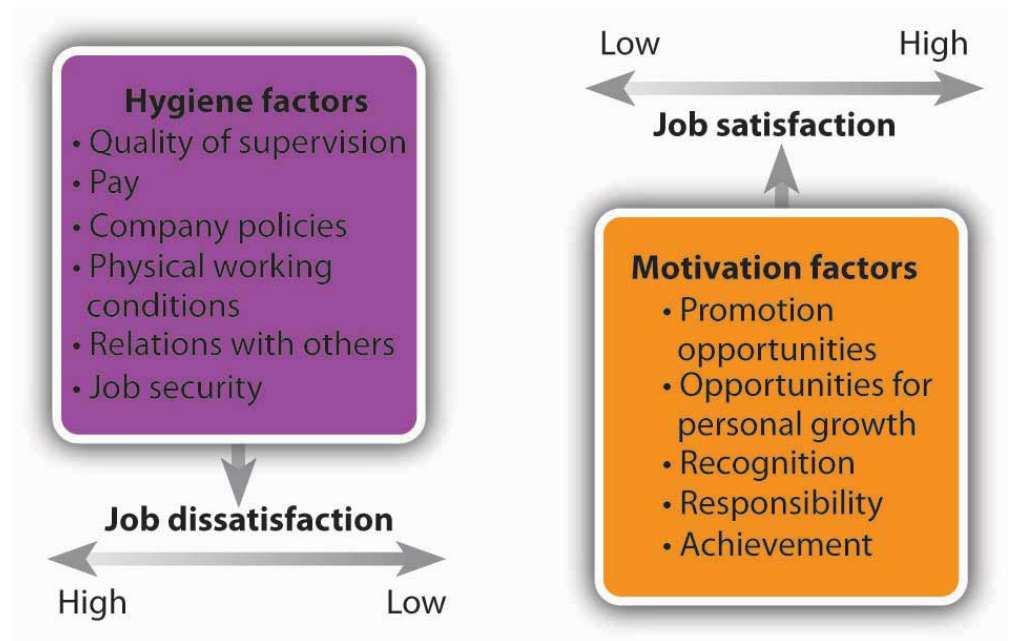 Hygiene factors
• Quality of supervision
• Pay
• Company policies
• Physical working
conditions
• Relations with others
• Job security
Job dissatisfaction
High Low
Low High
Job satisfaction
Motivation factors
• Promotion
opportunities
• Opportunities for
personal growth
• Recognition
• Responsibility
• Achievement